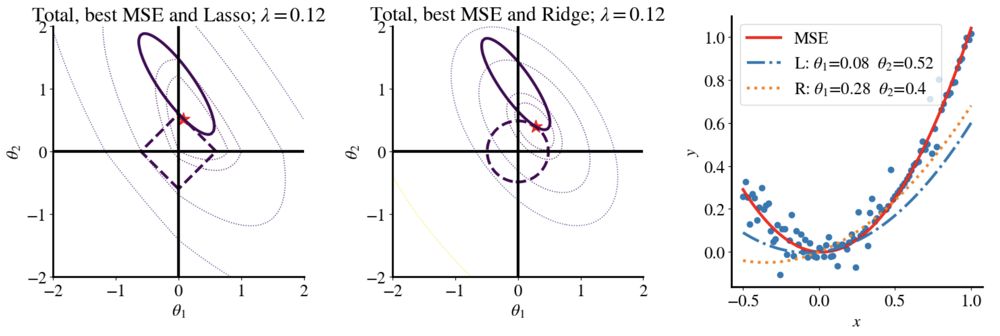 Total, best MSE and Lasso; λ = 0.12
2
1
0
−1
−2
θ₂
−2 −1 0 1 2
θ₁
Total, best MSE and Ridge; λ = 0.12
2
1
0
−1
−2
θ₂
−2 −1 0 1 2
θ₁
MSE
L: θ₁=0.08 θ₂=0.52
R: θ₁=0.28 θ₂=0.4
1.0
0.8
0.6
0.4
0.2
0.0
y
−0.5 0.0 0.5 1.0
x